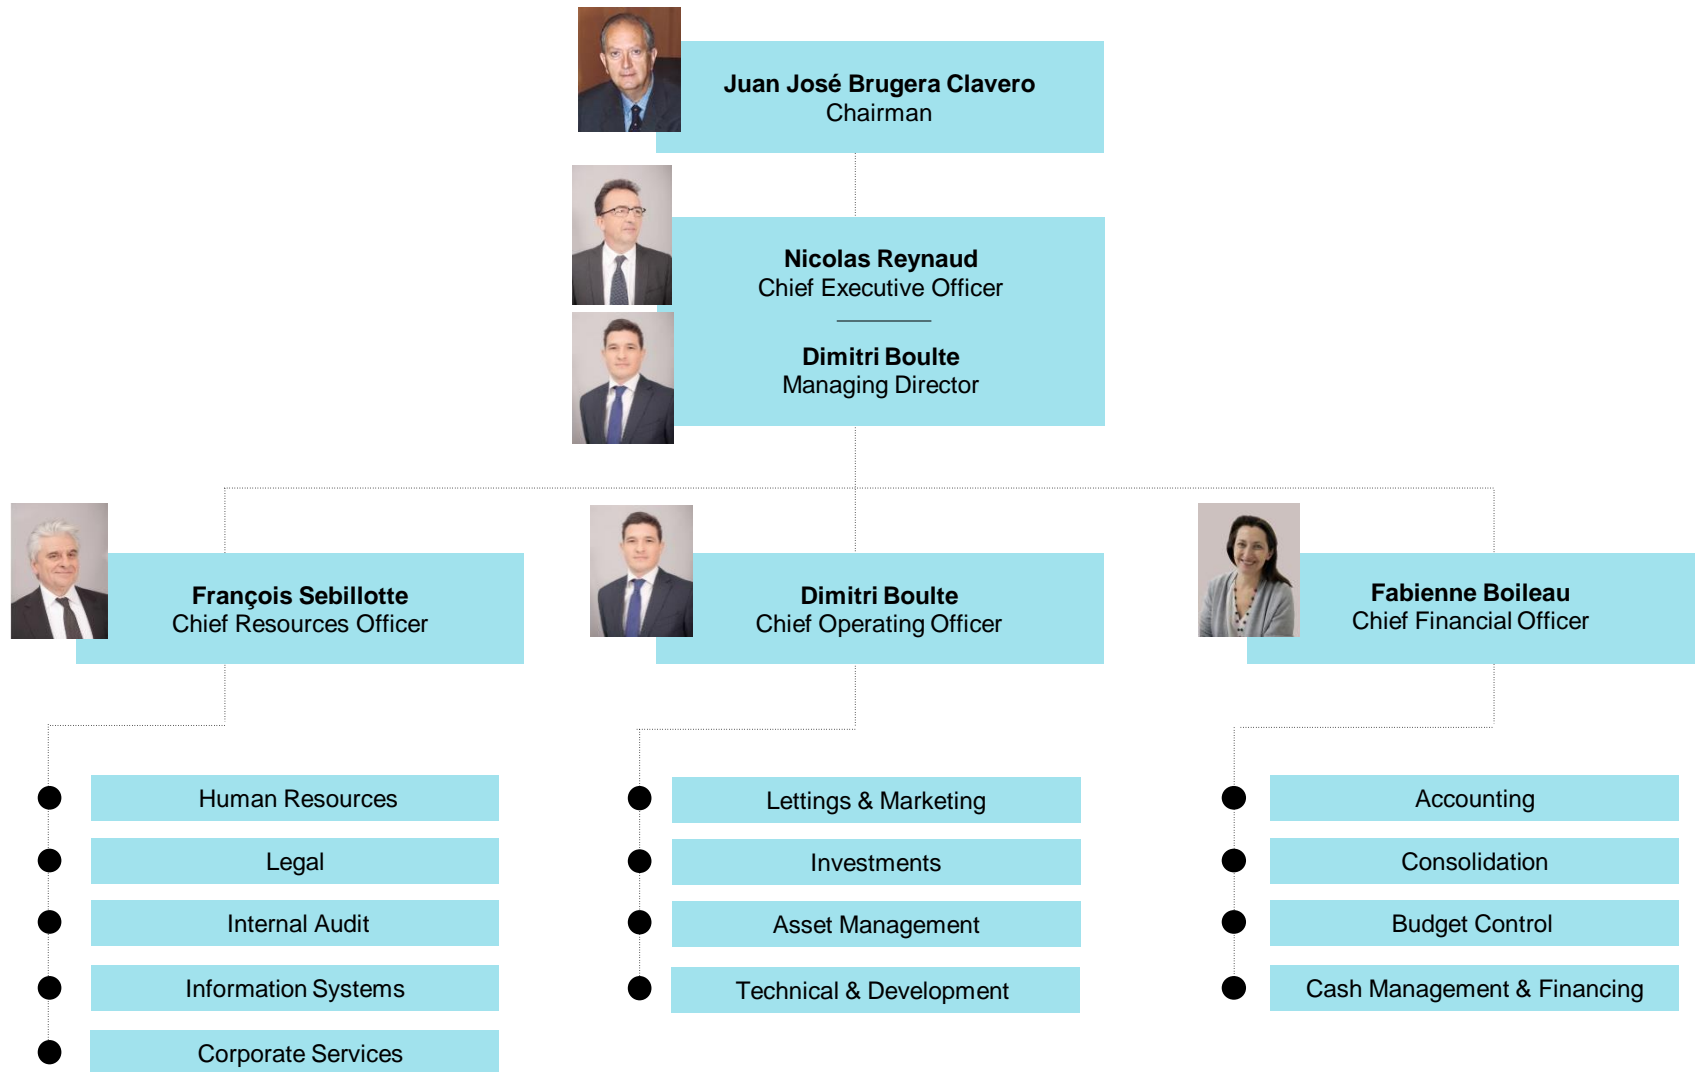 Juan José Brugera Clavero
Chairman
Nicolas Reynaud
Chief Executive Officer
Dimitri Boulte
Managing Director
François Sebillotte
Chief Resources Officer
Dimitri Boulte
Chief Operating Officer
Fabienne Boileau
Chief Financial Officer
Human Resources
Legal
Internal Audit
Information Systems
Corporate Services
Lettings & Marketing
Investments
Asset Management
Technical & Development
Accounting
Consolidation
Budget Control
Cash Management & Financing